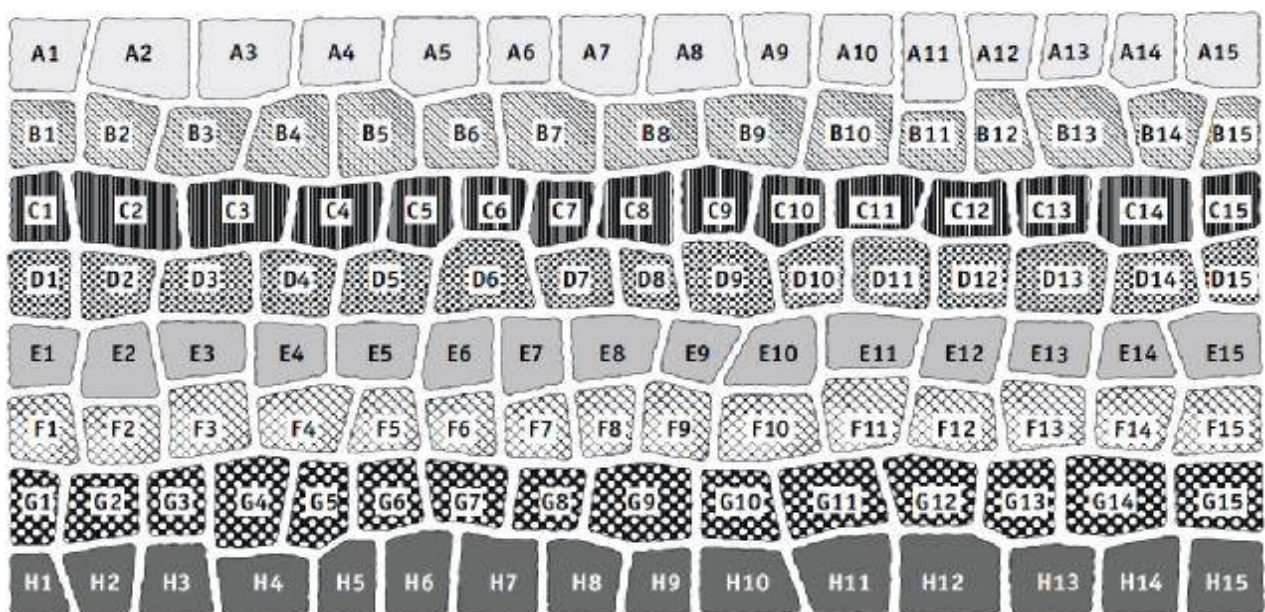 A1 A2 A3 A4 A5 A6 A7 A8 A9 A10 A11 A12 A13 A14 A15
B1 B2 B3 B4 B5 B6 B7 B8 B9 B10 B11 B12 B13 B14 B15
C1 C2 C3 C4 C5 C6 C7 C8 C9 C10 C11 C12 C13 C14 C15
D1 D2 D3 D4 D5 D6 D7 D8 D9 D10 D11 D12 D13 D14 D15
E1 E2 E3 E4 E5 E6 E7 E8 E9 E10 E11 E12 E13 E14 E15
F1 F2 F3 F4 F5 F6 F7 F8 F9 F10 F11 F12 F13 F14 F15
G1 G2 G3 G4 G5 G6 G7 G8 G9 G10 G11 G12 G13 G14 G15
H1 H2 H3 H4 H5 H6 H7 H8 H9 H10 H11 H12 H13 H14 H15